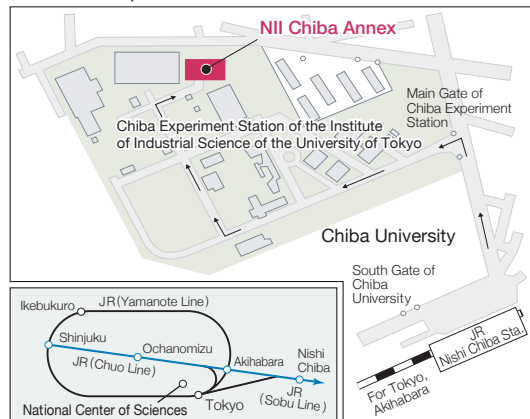 NII Chiba Annex
Main Gate of
Chiba Experiment
Station
Chiba Experiment Station of the Institute
of Industrial Science of the University of Tokyo
Chiba University
South Gate of
Chiba
University
JR
Nishi Chiba Sta.
For Tokyo,
Akihabara
Ikebukuro
JR (Yamanote Line)
Shinjuku
Ochanomizu
JR (Chuo Line)
Akihabara
Nishi
Chiba
JR
(Sobu Line)
National Center of Sciences
Tokyo